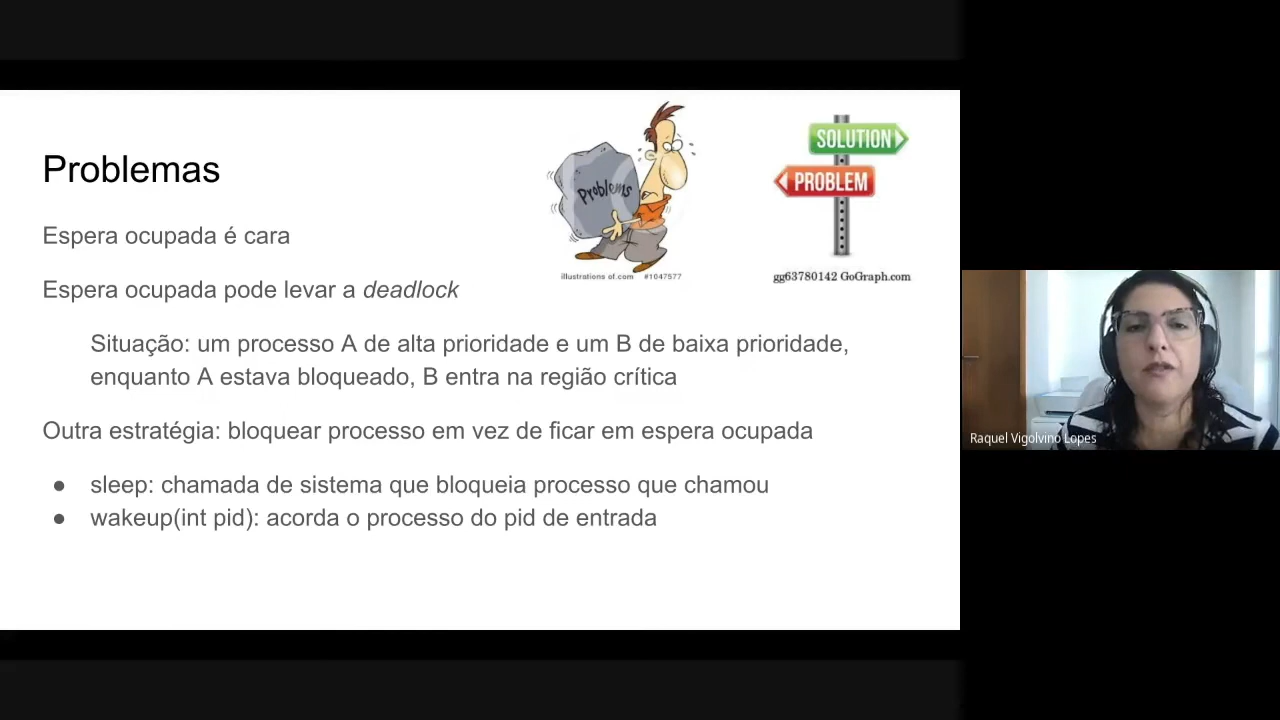 Problemas
Problems
illustrations of.com #1047577
SOLUTION
PROBLEM
gg63780142 GoGraph.com
Espera ocupada é cara
Espera ocupada pode levar a deadlock
Situação: um processo A de alta prioridade e um B de baixa prioridade,
enquanto A estava bloqueado, B entra na região crítica
Outra estratégia: bloquear processo em vez de ficar em espera ocupada
● sleep: chamada de sistema que bloqueia processo que chamou
● wakeup(int pid): acorda o processo do pid de entrada
Raquel Vigolvino Lopes